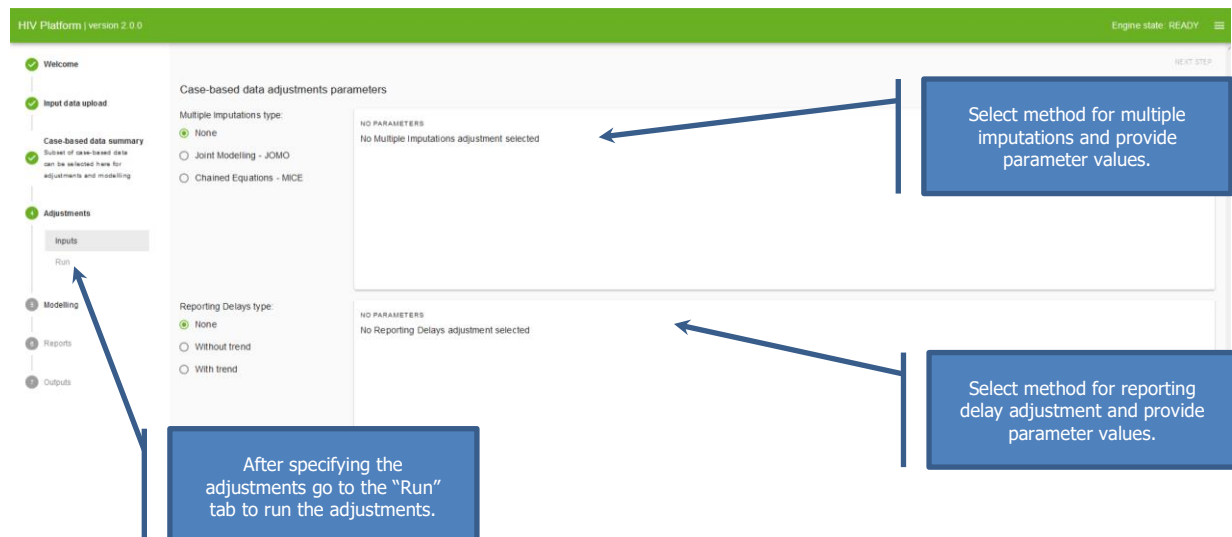 HIV Platform | version 2.0.0
Engine state: READY
Welcome
Input data upload
Case-based data summary
Subset of case-based data
can be selected here for
adjustments and modelling
4 Adjustments
Inputs
Run
5 Modelling
6 Reports
7 Outputs
NEXT STEP
Case-based data adjustments parameters
Multiple Imputations type:
None
Joint Modelling - JOMO
Chained Equations - MICE
NO PARAMETERS
No Multiple Imputations adjustment selected
Reporting Delays type:
None
Without trend
With trend
NO PARAMETERS
No Reporting Delays adjustment selected
Select method for multiple
imputations and provide
parameter values.
Select method for reporting
delay adjustment and provide
parameter values.
After specifying the
adjustments go to the “Run”
tab to run the adjustments.